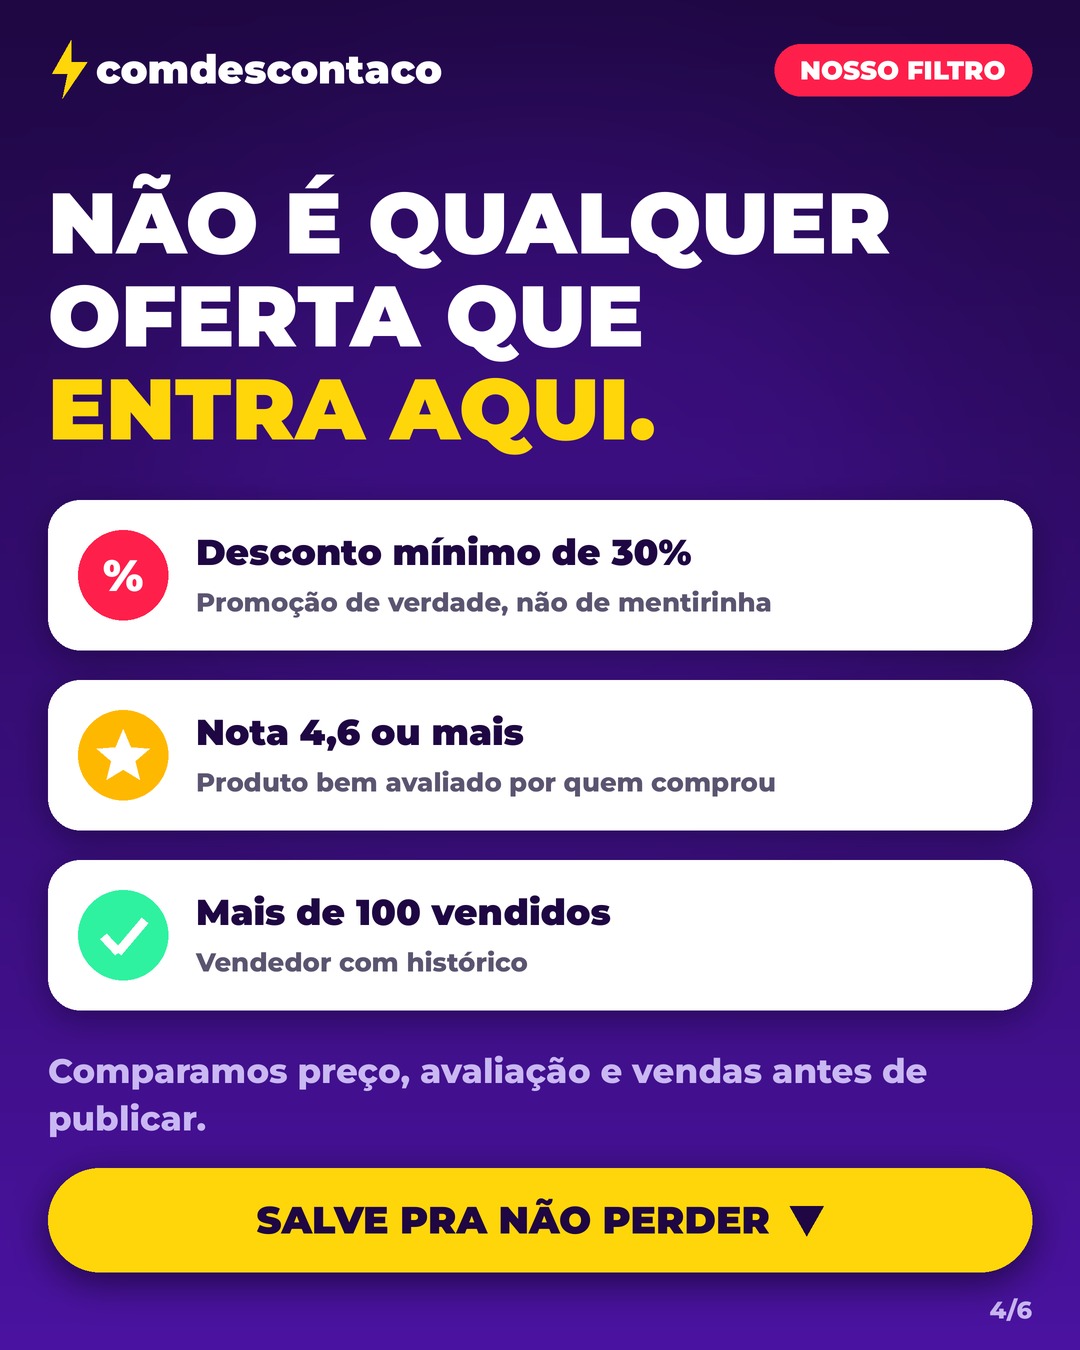 comdescontaco
NOSSO FILTRO
NÃO É QUALQUER
OFERTA QUE
ENTRA AQUI.
%
Desconto mínimo de 30%
Promoção de verdade, não de mentirinha
Nota 4,6 ou mais
Produto bem avaliado por quem comprou
Mais de 100 vendidos
Vendedor com histórico
Comparamos preço, avaliação e vendas antes de
publicar.
SALVE PRA NÃO PERDER ▼
4/6